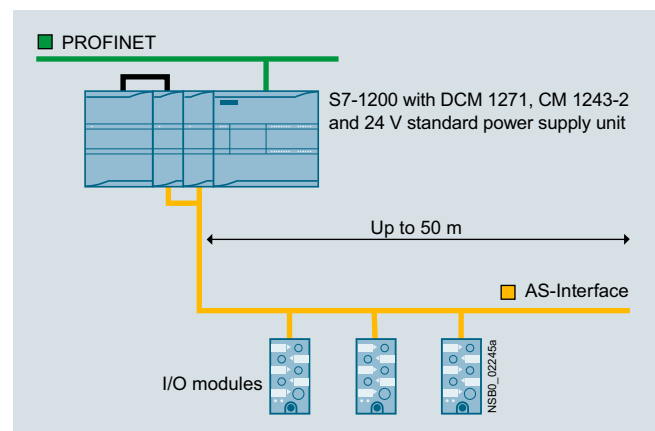 PROFINET
S7-1200 with DCM 1271, CM 1243-2
and 24 V standard power supply unit
Up to 50 m
AS-Interface
I/O modules
NSB0_02245a